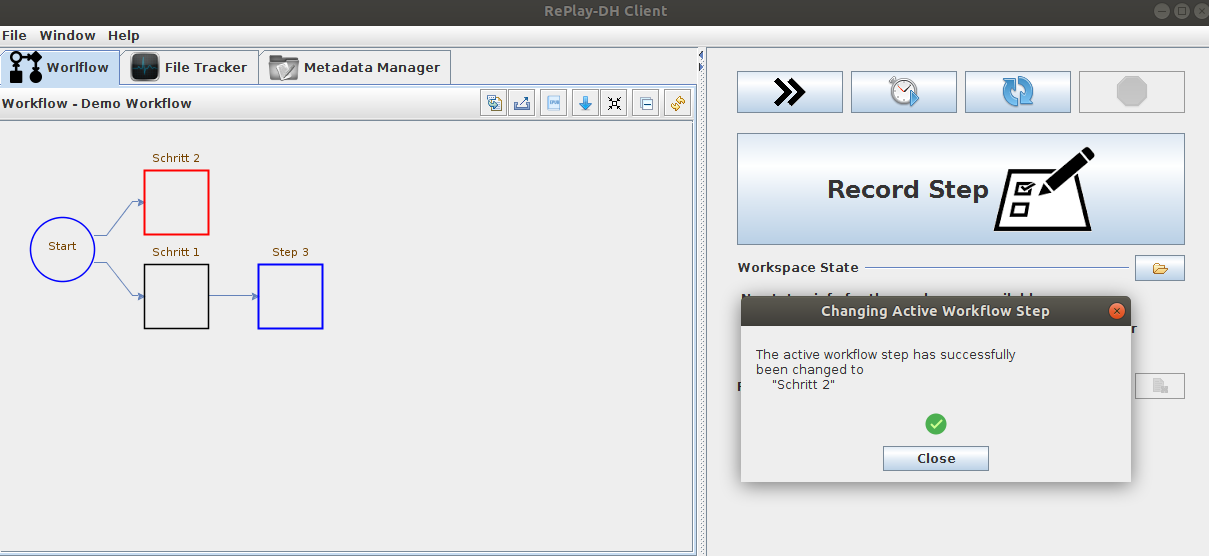 RePlay-DH Client
File Window Help
Worlflow File Tracker Metadata Manager
Workflow - Demo Workflow
Schritt 2
Start
Schritt 1
Step 3
Record Step
Workspace State
Changing Active Workflow Step
The active workflow step has successfully
been changed to
"Schritt 2"
Close